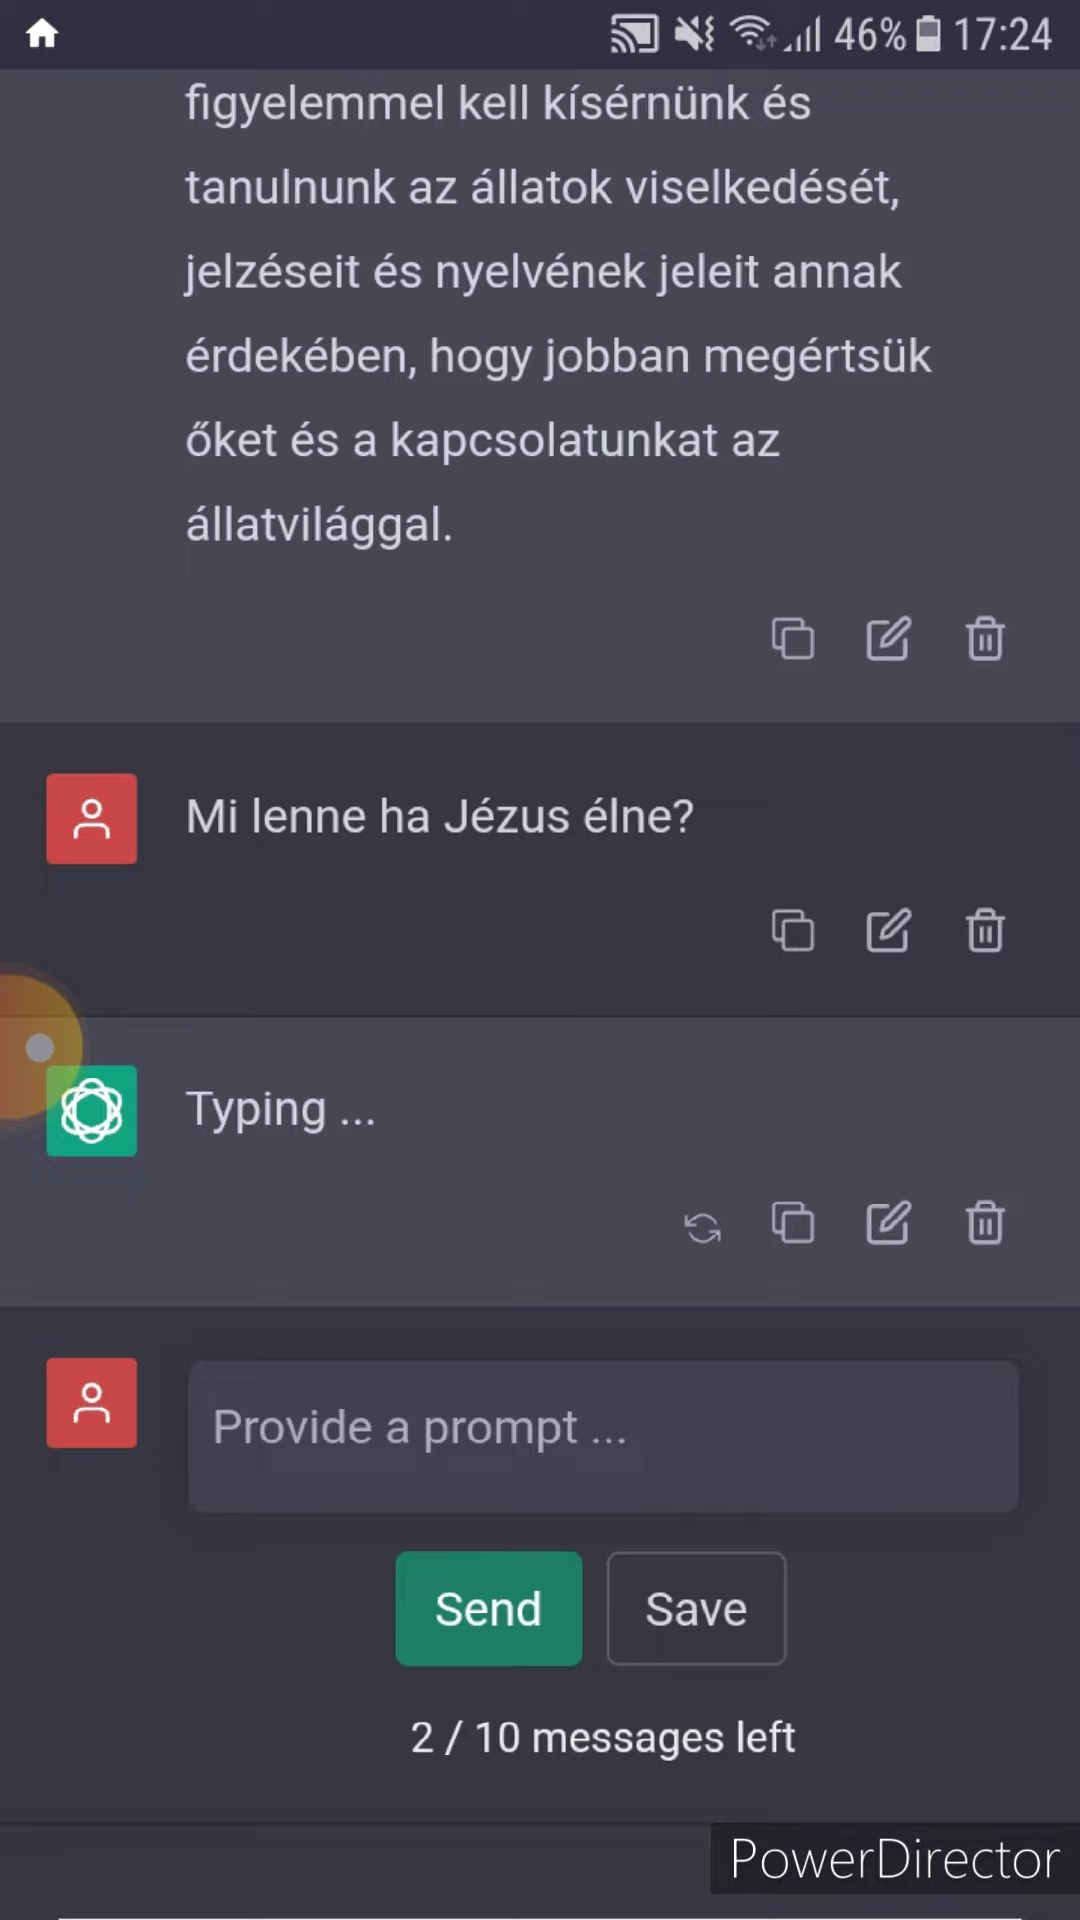 46% 17:24
figyelemmel kell kísérnünk és
tanulnunk az állatok viselkedését,
jelzéseit és nyelvének jeleit annak
érdekében, hogy jobban megértsük
őket és a kapcsolatunkat az
állatvilággal.
Mi lenne ha Jézus élne?
Typing ...
Provide a prompt ...
Send Save
2 / 10 messages left
PowerDirector